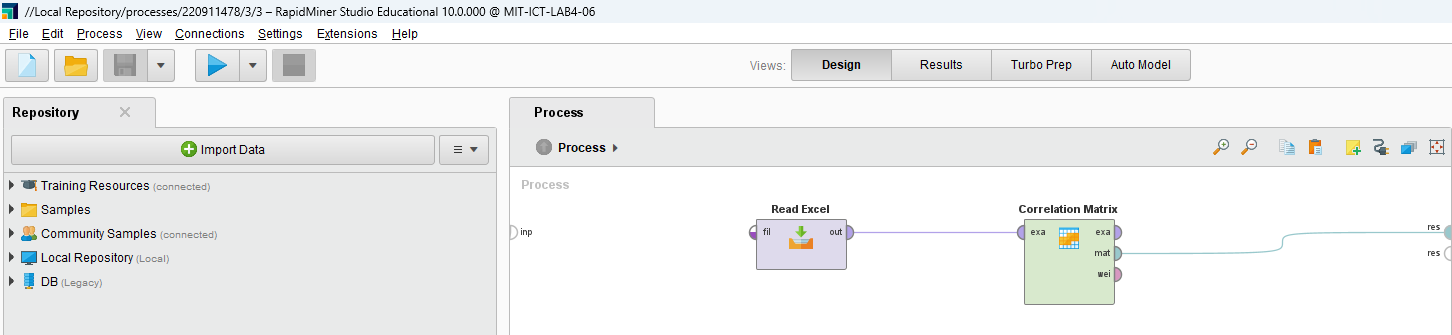 //Local Repository/processes/220911478/3/3 – RapidMiner Studio Educational 10.0.000 @ MIT-ICT-LAB4-06
File Edit Process View Connections Settings Extensions Help
Views: Design Results Turbo Prep Auto Model
Repository
Import Data
Training Resources (connected)
Samples
Community Samples (connected)
Local Repository (Local)
DB (Legacy)
Process
Process
Process
inp
Read Excel
fil out
Correlation Matrix
exa exa
mat
wei
res
res